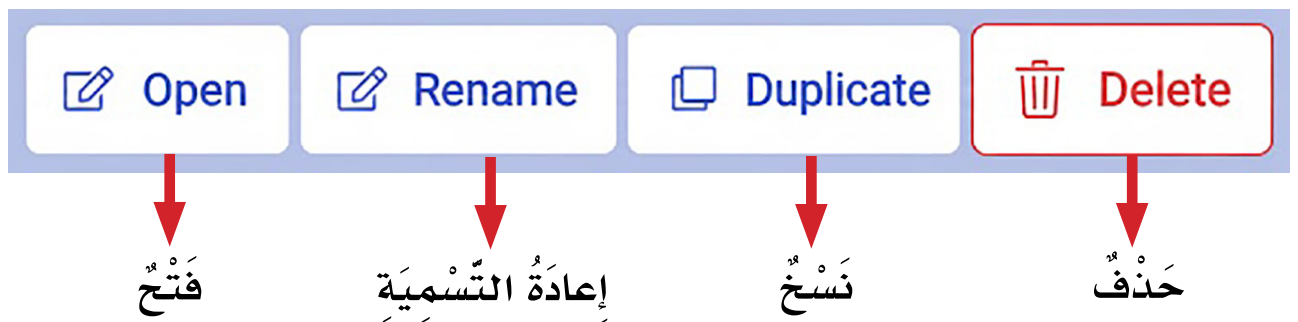 Open Rename Duplicate Delete
فَتْحٌ إِعادَةُ التَّسْمِيَةِ نَسْخٌ حَذْفٌ